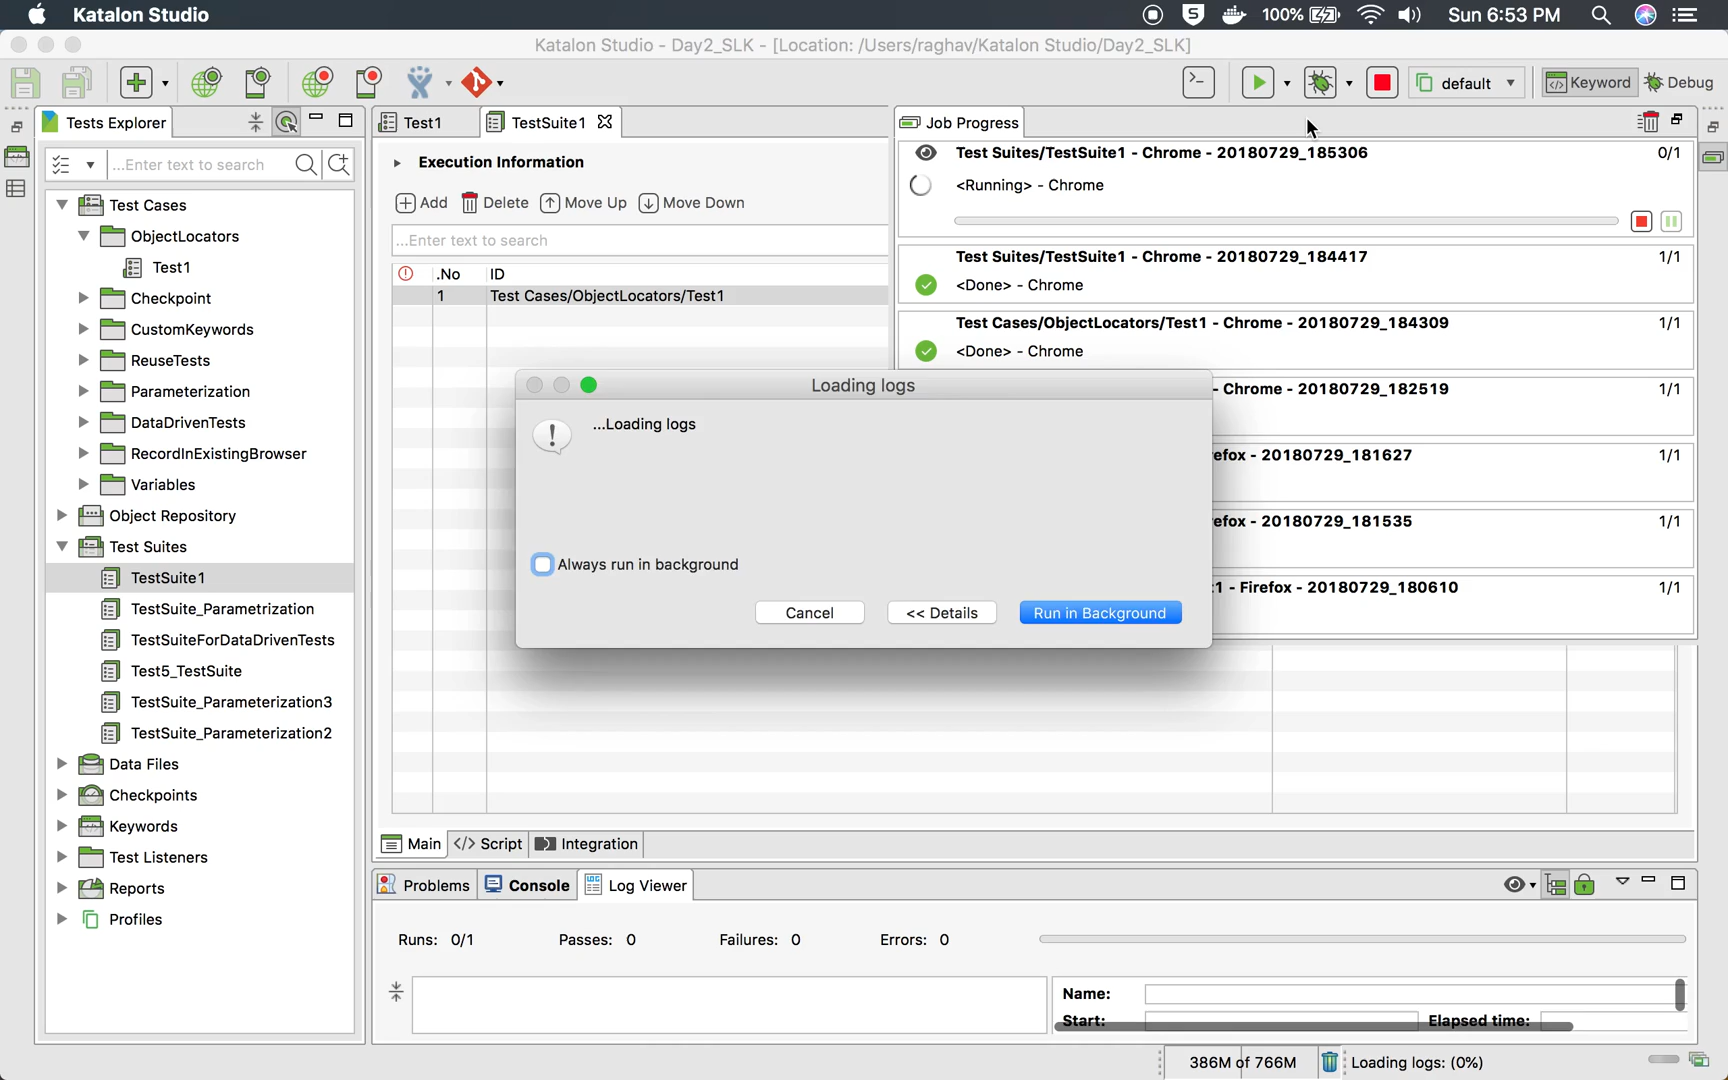 Katalon Studio
100%
Sun 6:53 PM
Katalon Studio - Day2_SLK - [Location: /Users/raghav/Katalon Studio/Day2_SLK]
default
Keyword
Debug
Tests Explorer
...Enter text to search
Test Cases
ObjectLocators
Test1
Checkpoint
CustomKeywords
ReuseTests
Parameterization
DataDrivenTests
RecordInExistingBrowser
Variables
Object Repository
Test Suites
TestSuite1
TestSuite_Parametrization
TestSuiteForDataDrivenTests
Test5_TestSuite
TestSuite_Parameterization3
TestSuite_Parameterization2
Data Files
Checkpoints
Keywords
Test Listeners
Reports
Profiles
Test1
TestSuite1
Execution Information
Add
Delete
Move Up
Move Down
...Enter text to search
.No
ID
1
Test Cases/ObjectLocators/Test1
Job Progress
Test Suites/TestSuite1 - Chrome - 20180729_185306
0/1
<Running> - Chrome
Test Suites/TestSuite1 - Chrome - 20180729_184417
1/1
<Done> - Chrome
Test Cases/ObjectLocators/Test1 - Chrome - 20180729_184309
1/1
<Done> - Chrome
- Chrome - 20180729_182519
1/1
efox - 20180729_181627
1/1
efox - 20180729_181535
1/1
:1 - Firefox - 20180729_180610
1/1
Loading logs
...Loading logs
Always run in background
Cancel
<< Details
Run in Background
Main
Script
Integration
Problems
Console
Log Viewer
Runs: 0/1
Passes: 0
Failures: 0
Errors: 0
Name:
Start:
Elapsed time:
386M of 766M
Loading logs: (0%)